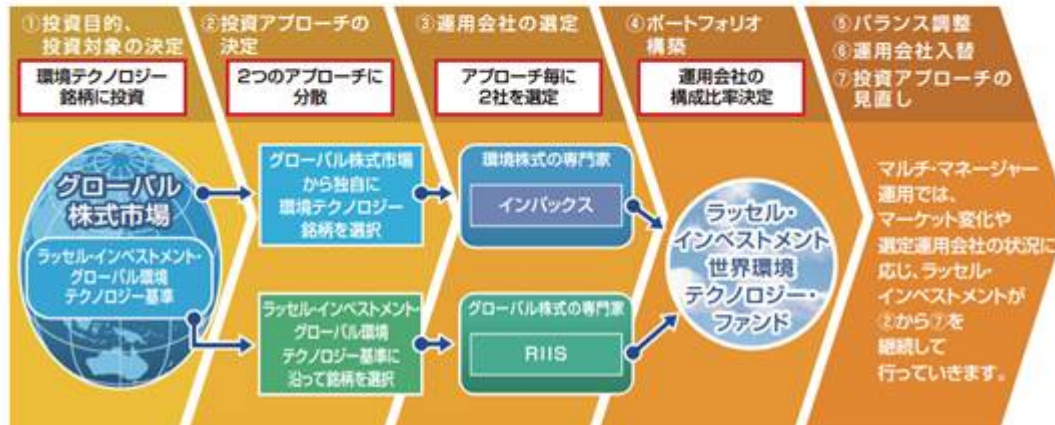 ①投資目的、
投資対象の決定
環境テクノロジー
銘柄に投資
グローバル
株式市場
ラッセル・インベストメント・
グローバル環境
テクノロジー基準
②投資アプローチの
決定
2つのアプローチに
分散
グローバル株式市場
から独自に
環境テクノロジー
銘柄を選択
ラッセル・インベストメント・
グローバル環境
テクノロジー基準に
沿って銘柄を選択
③運用会社の選定
アプローチ毎に
2社を選定
環境株式の専門家
インパックス
グローバル株式の専門家
RIIS
④ポートフォリオ
構築
運用会社の
構成比率決定
ラッセル・
インベストメント
世界環境
テクノロジー・
ファンド
⑤バランス調整
⑥運用会社入替
⑦投資アプローチの
見直し
マルチ・マネージャー
運用では、
マーケット変化や
選定運用会社の状況に
応じ、ラッセル・
インベストメントが
②から⑦を
継続して
行っていきます。